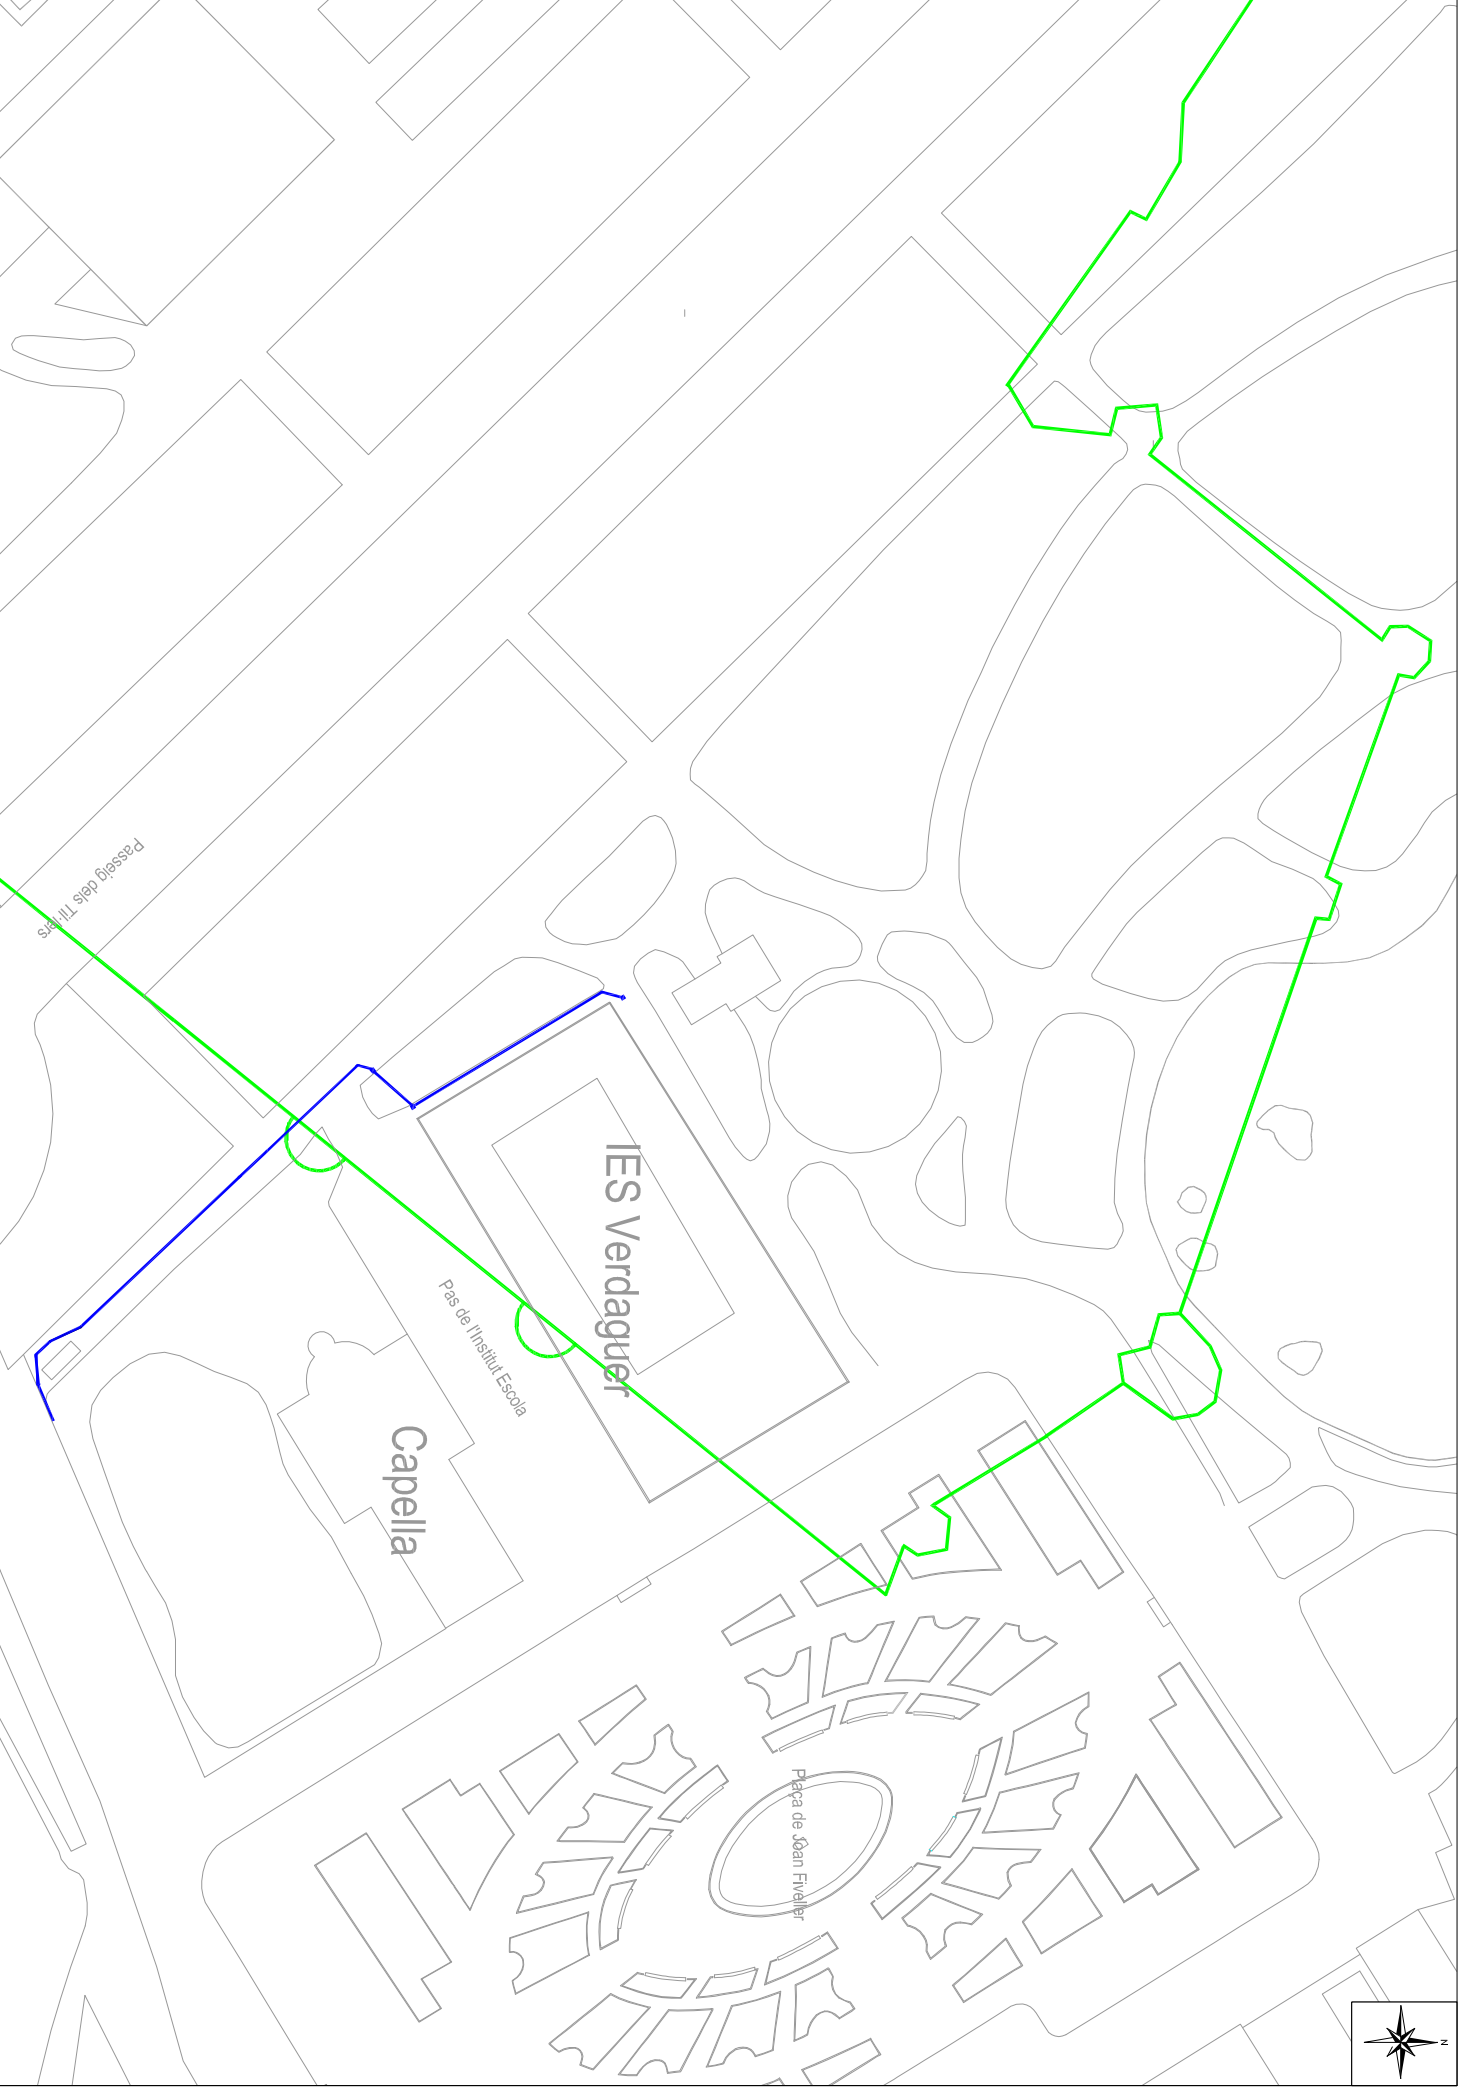 Passeig dels Til·lers
IES Verdaguer
Pas de l'Institut Escola
Capella
Plaça de Joan Fiveller
N